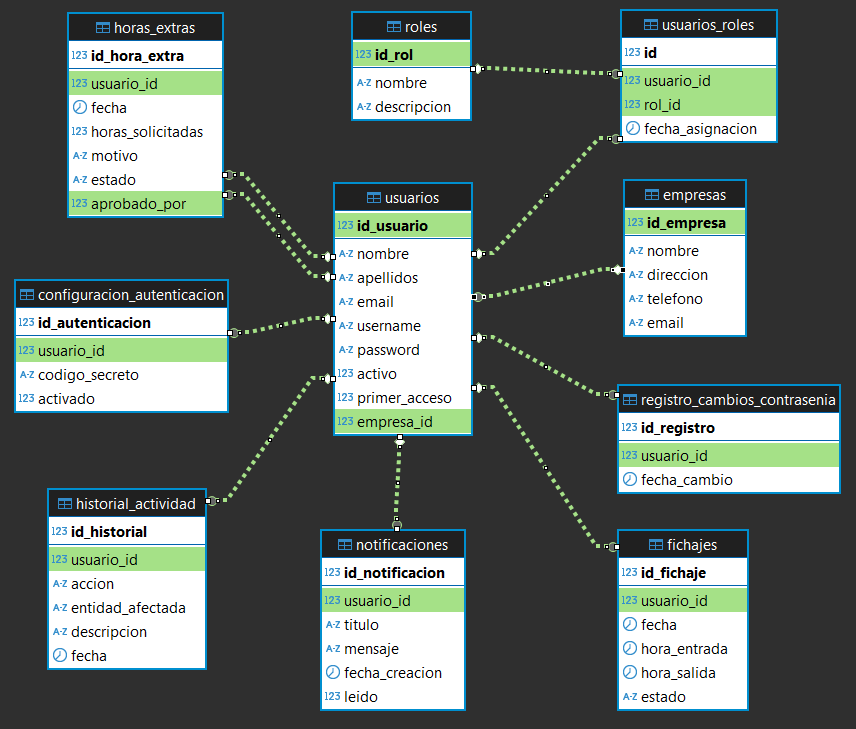 horas_extras
123 id_hora_extra
123 usuario_id
fecha
123 horas_solicitadas
A-Z motivo
A-Z estado
123 aprobado_por
roles
123 id_rol
A-Z nombre
A-Z descripcion
usuarios_roles
123 id
123 usuario_id
123 rol_id
fecha_asignacion
usuarios
123 id_usuario
A-Z nombre
A-Z apellidos
A-Z email
A-Z username
A-Z password
123 activo
123 primer_acceso
123 empresa_id
empresas
123 id_empresa
A-Z nombre
A-Z direccion
A-Z telefono
A-Z email
configuracion_autenticacion
123 id_autenticacion
123 usuario_id
A-Z codigo_secreto
123 activado
registro_cambios_contrasenia
123 id_registro
123 usuario_id
fecha_cambio
historial_actividad
123 id_historial
123 usuario_id
A-Z accion
A-Z entidad_afectada
A-Z descripcion
fecha
notificaciones
123 id_notificacion
123 usuario_id
A-Z titulo
A-Z mensaje
fecha_creacion
123 leido
fichajes
123 id_fichaje
123 usuario_id
fecha
hora_entrada
hora_salida
A-Z estado